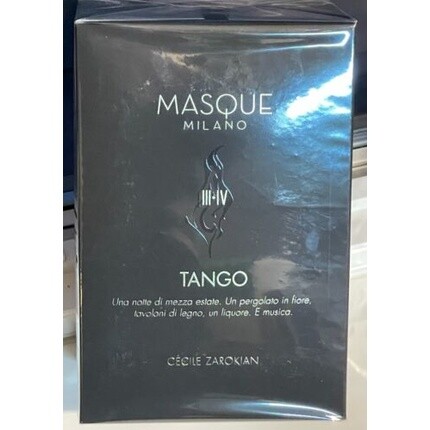 MASQUE
MILANO
III·IV
TANGO
Una notte di mezza estate. Un pergolato in fiore,
tavoloni di legno, un liquore. E musica.
CÉCILE ZAROKIAN